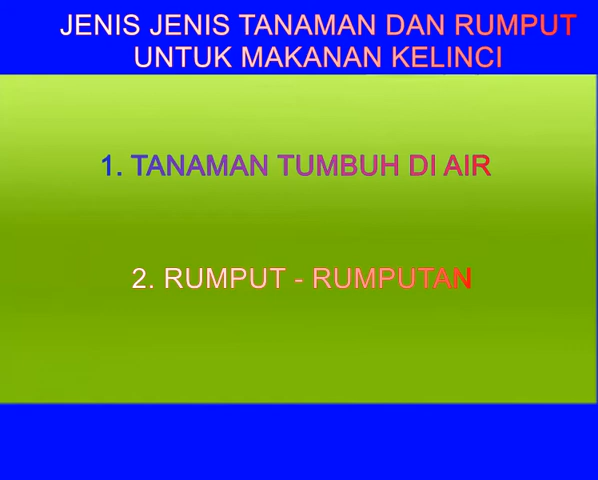 JENIS JENIS TANAMAN DAN RUMPUT
UNTUK MAKANAN KELINCI
1. TANAMAN TUMBUH DI AIR
2. RUMPUT - RUMPUTAN